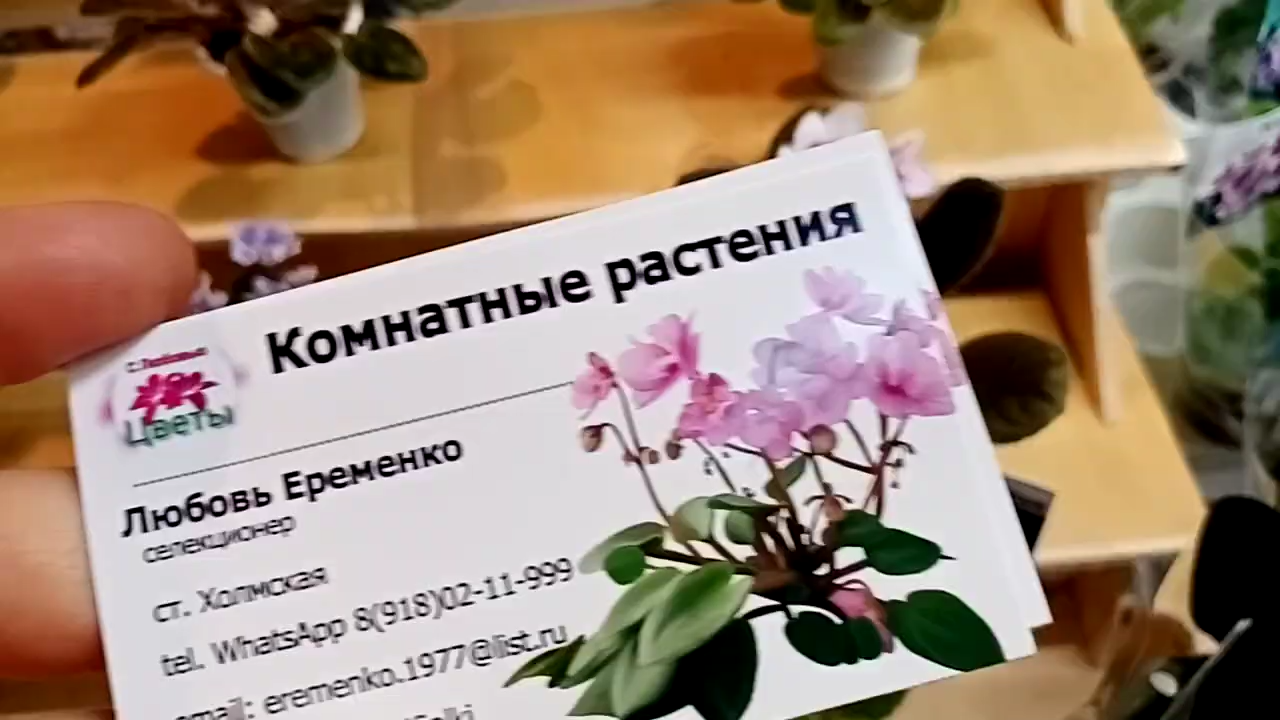 Комнатные растения
Цветы
Любовь Еременко
селекционер
ст. Холмская
tel. WhatsApp 8(918)02-11-999
email: eremenko.1977@list.ru